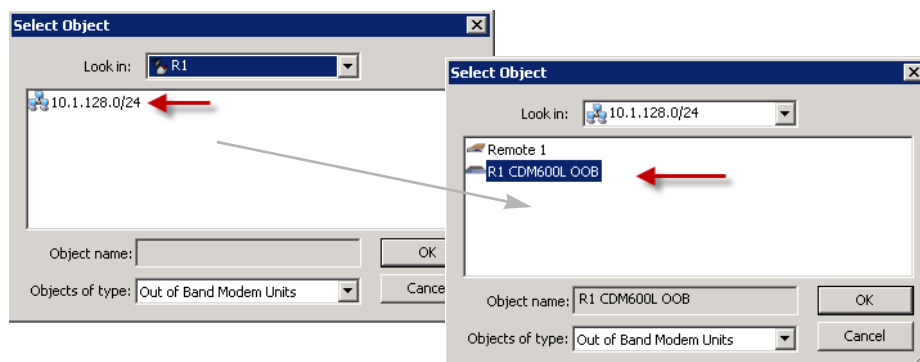 Select Object
Look in: R1
10.1.128.0/24
Object name:
OK
Objects of type: Out of Band Modem Units
Cance
Select Object
Look in: 10.1.128.0/24
Remote 1
R1 CDM600L OOB
Object name: R1 CDM600L OOB
OK
Objects of type: Out of Band Modem Units
Cancel